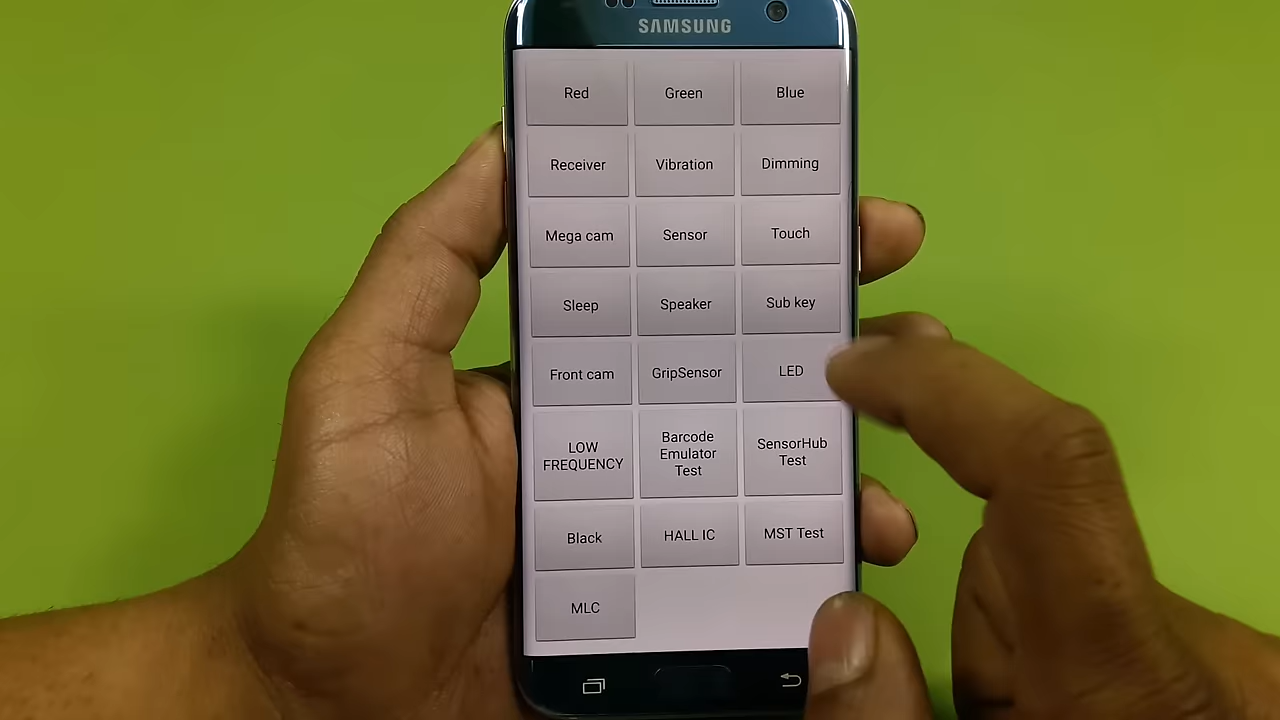 SAMSUNG
Red
Green
Blue
Receiver
Vibration
Dimming
Mega cam
Sensor
Touch
Sleep
Speaker
Sub key
Front cam
GripSensor
LED
LOW
FREQUENCY
Barcode
Emulator
Test
SensorHub
Test
Black
HALL IC
MST Test
MLC